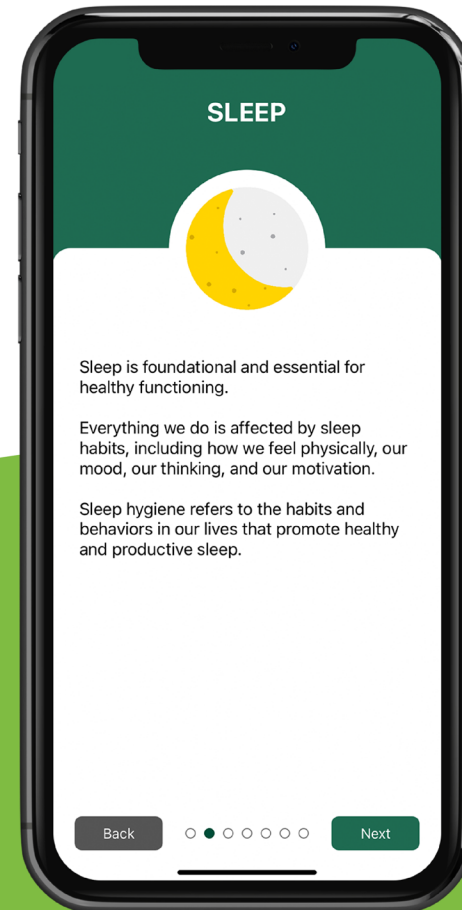 SLEEP
Sleep is foundational and essential for
healthy functioning.
Everything we do is affected by sleep
habits, including how we feel physically, our
mood, our thinking, and our motivation.
Sleep hygiene refers to the habits and
behaviors in our lives that promote healthy
and productive sleep.
Back
Next